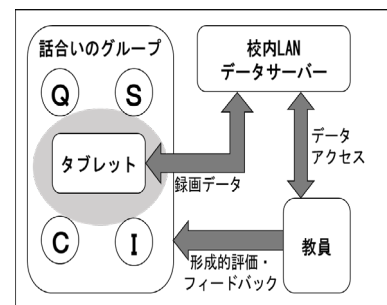 話合いのグループ
Q
S
タブレット
C
I
校内LAN
データサーバー
録画データ
データ
アクセス
教員
形成的評価・
フィードバック